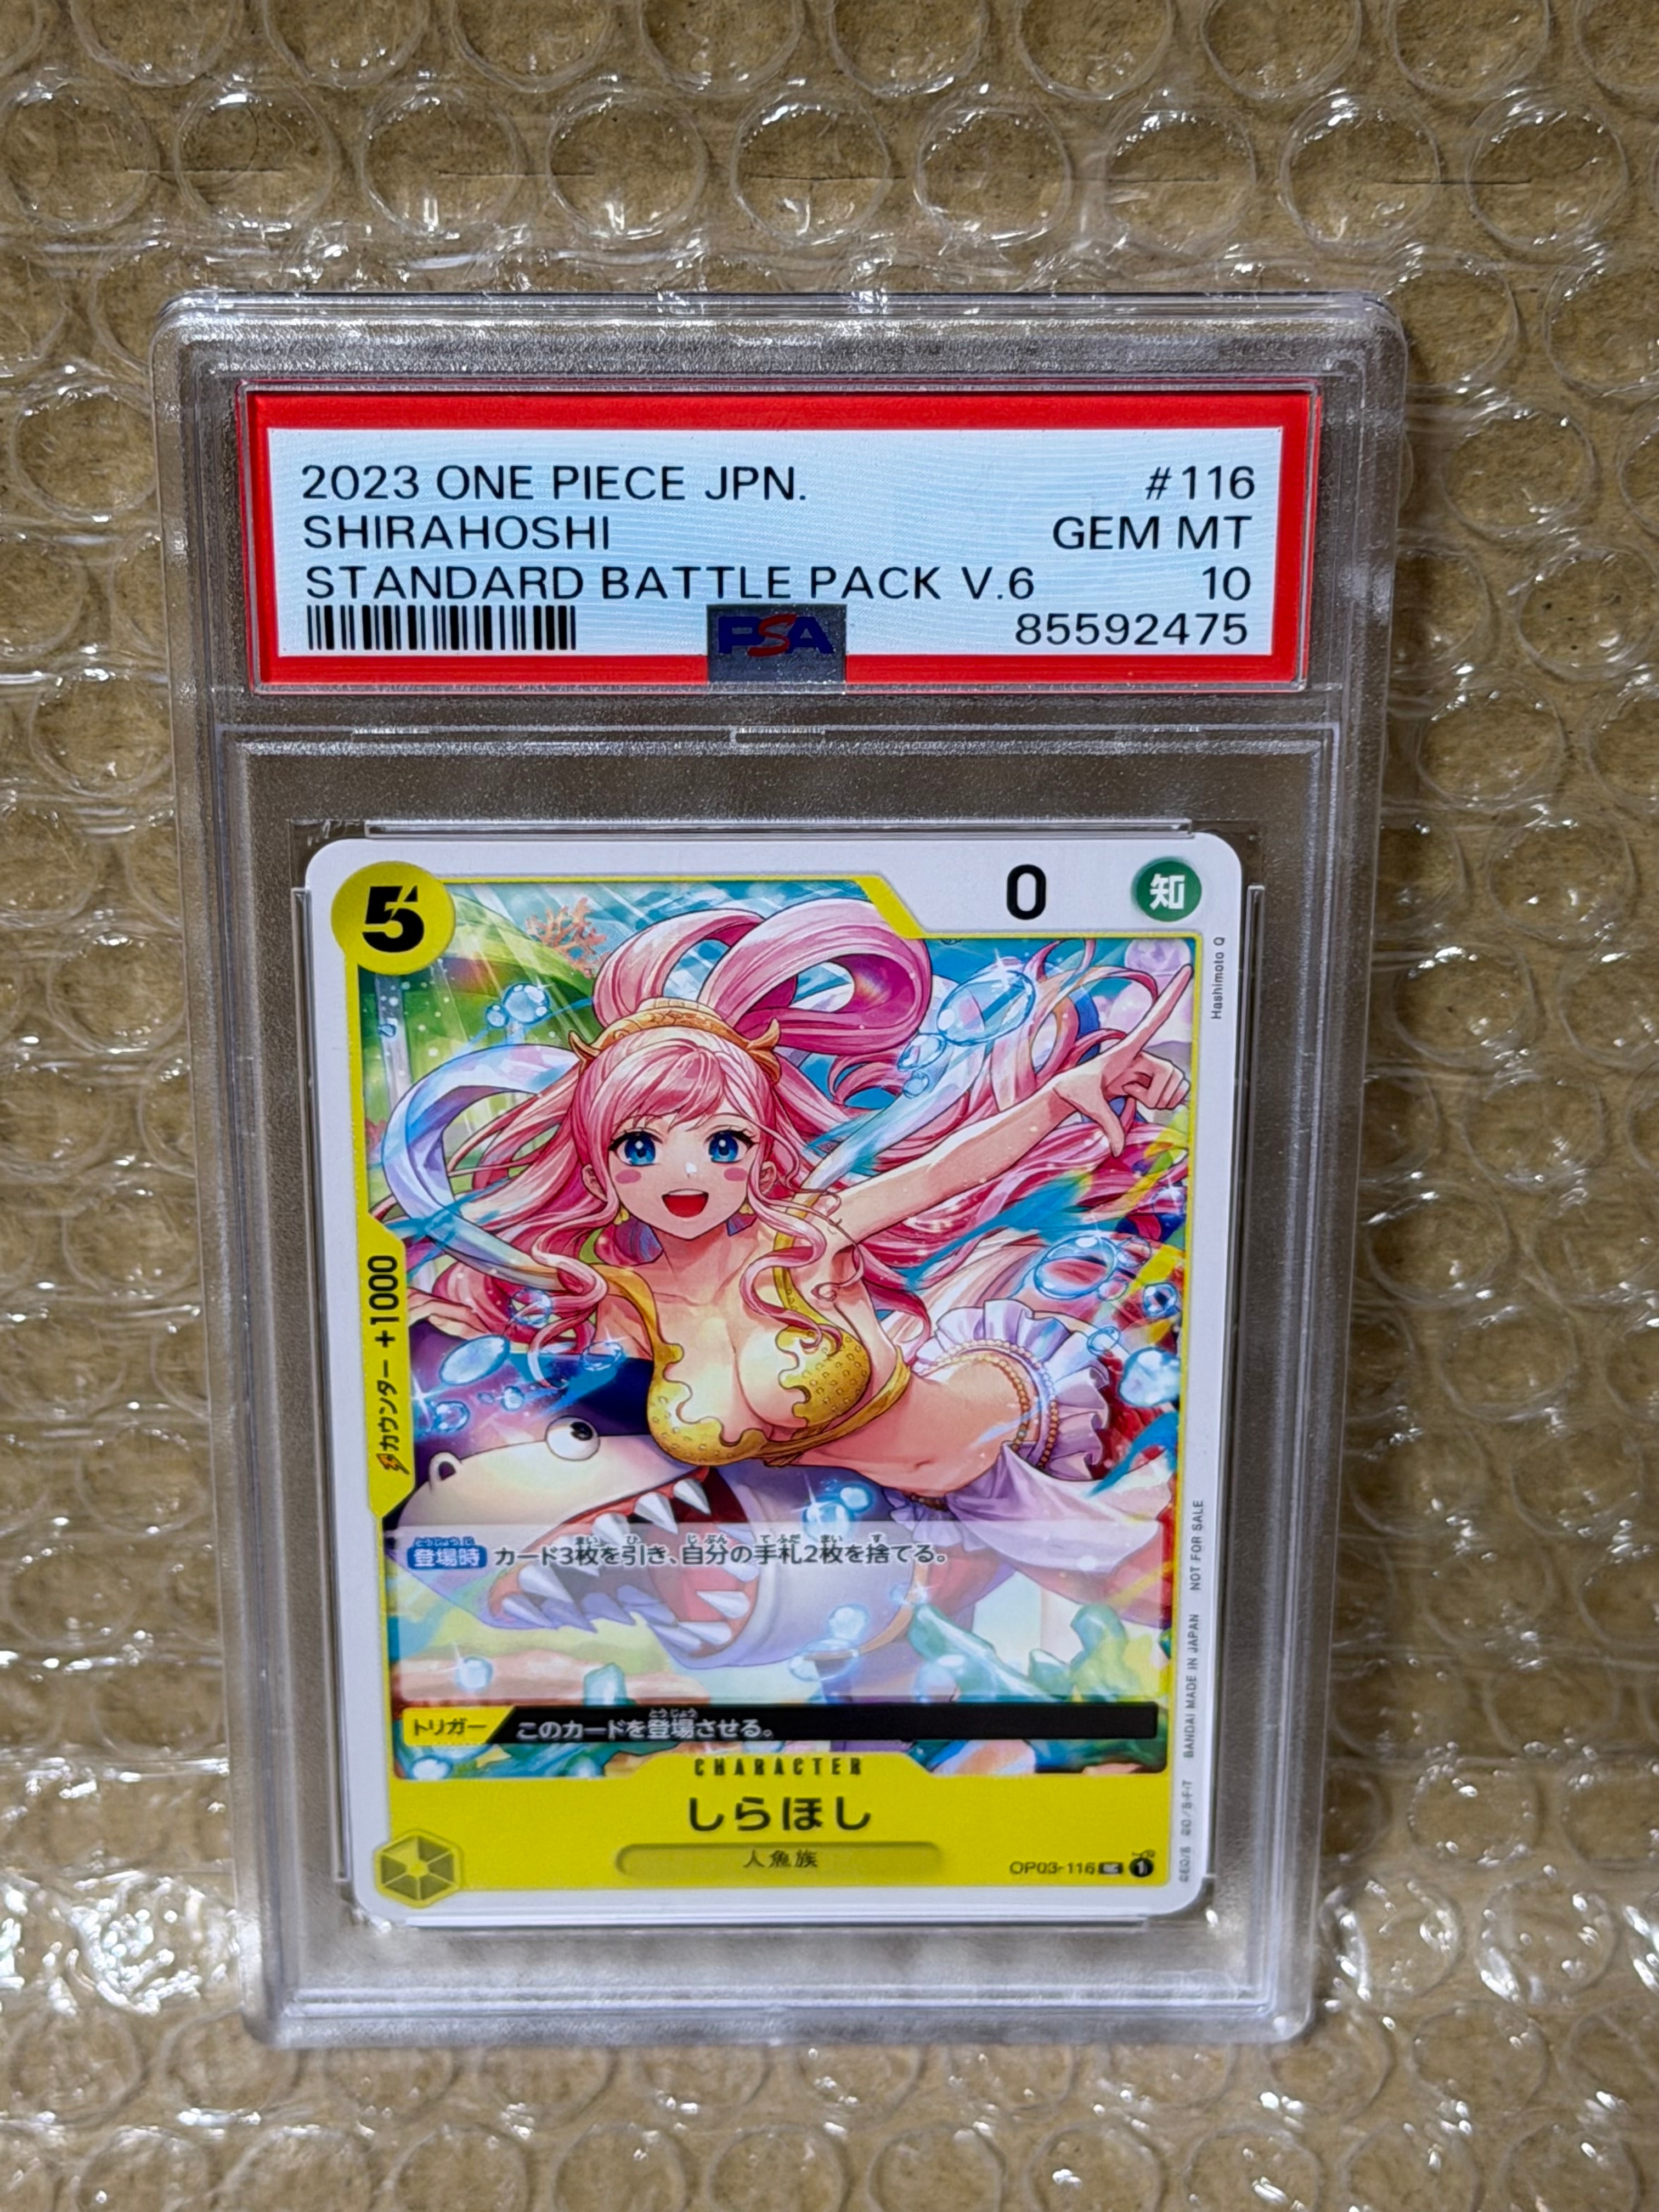 2023 ONE PIECE JPN. #116
SHIRAHOSHI GEM MT
STANDARD BATTLE PACK V.6 10
PSA 85592475
5
0 知
Hashimoto Q
カウンター +1000
登場時 カード3枚を引き、自分の手札2枚を捨てる。
トリガー このカードを登場させる。
CHARACTER
しらほし
人魚族
OP03-116 1
BANDAI MADE IN JAPAN NOT FOR SALE